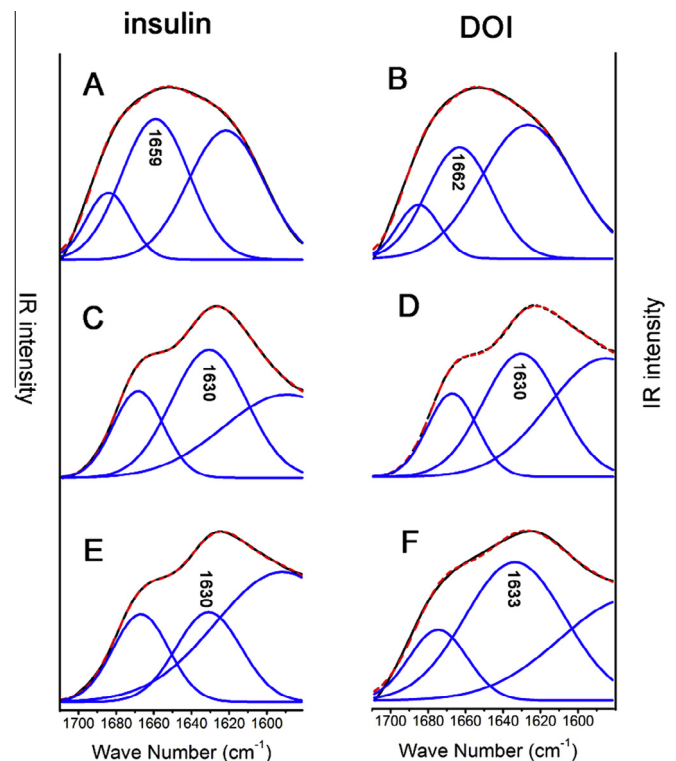 insulin DOI
A B
1659 1662
C D
1630 1630
E F
1630 1633
IR intensity IR intensity
1700 1680 1660 1640 1620 1600 1700 1680 1660 1640 1620 1600
Wave Number (cm⁻¹) Wave Number (cm⁻¹)